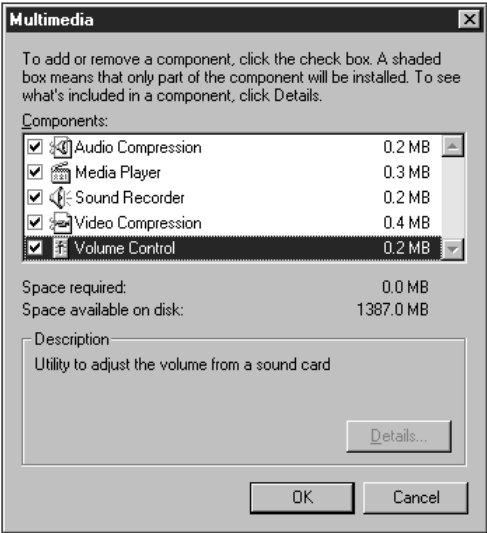 Multimedia
To add or remove a component, click the check box. A shaded
box means that only part of the component will be installed. To see
what's included in a component, click Details.
Components:
Audio Compression 0.2 MB
Media Player 0.3 MB
Sound Recorder 0.2 MB
Video Compression 0.4 MB
Volume Control 0.2 MB
Space required: 0.0 MB
Space available on disk: 1387.0 MB
Description
Utility to adjust the volume from a sound card
Details...
OK Cancel